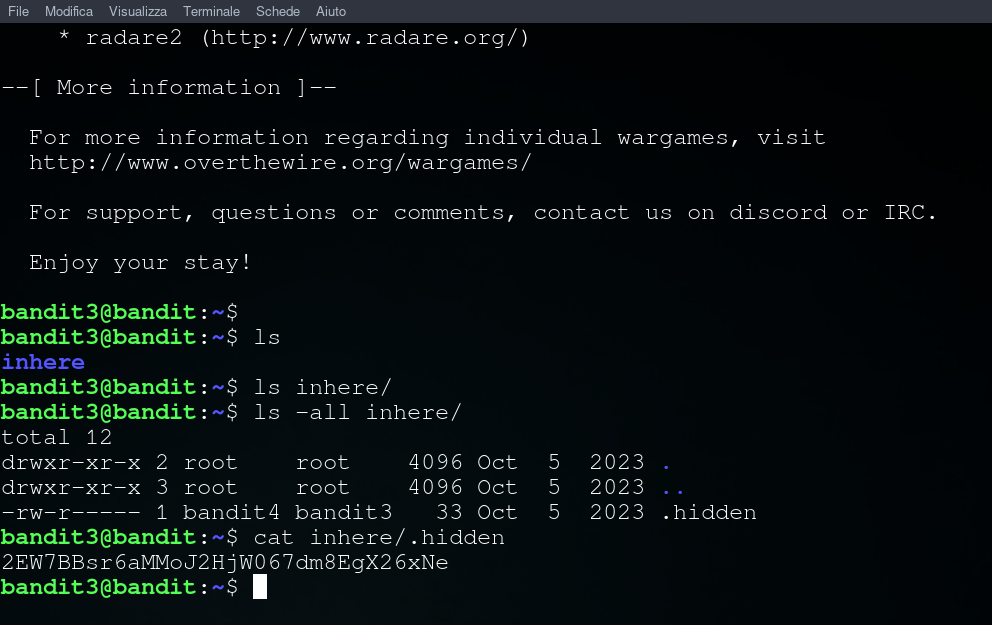 File Modifica Visualizza Terminale Schede Aiuto
* radare2 (http://www.radare.org/)
--[ More information ]--
For more information regarding individual wargames, visit
http://www.overthewire.org/wargames/
For support, questions or comments, contact us on discord or IRC.
Enjoy your stay!
bandit3@bandit:~$
bandit3@bandit:~$ ls
inhere
bandit3@bandit:~$ ls inhere/
bandit3@bandit:~$ ls -all inhere/
total 12
drwxr-xr-x 2 root    root    4096 Oct  5  2023 .
drwxr-xr-x 3 root    root    4096 Oct  5  2023 ..
-rw-r----- 1 bandit4 bandit3   33 Oct  5  2023 .hidden
bandit3@bandit:~$ cat inhere/.hidden
2EW7BBsr6aMMoJ2HjW067dm8EgX26xNe
bandit3@bandit:~$